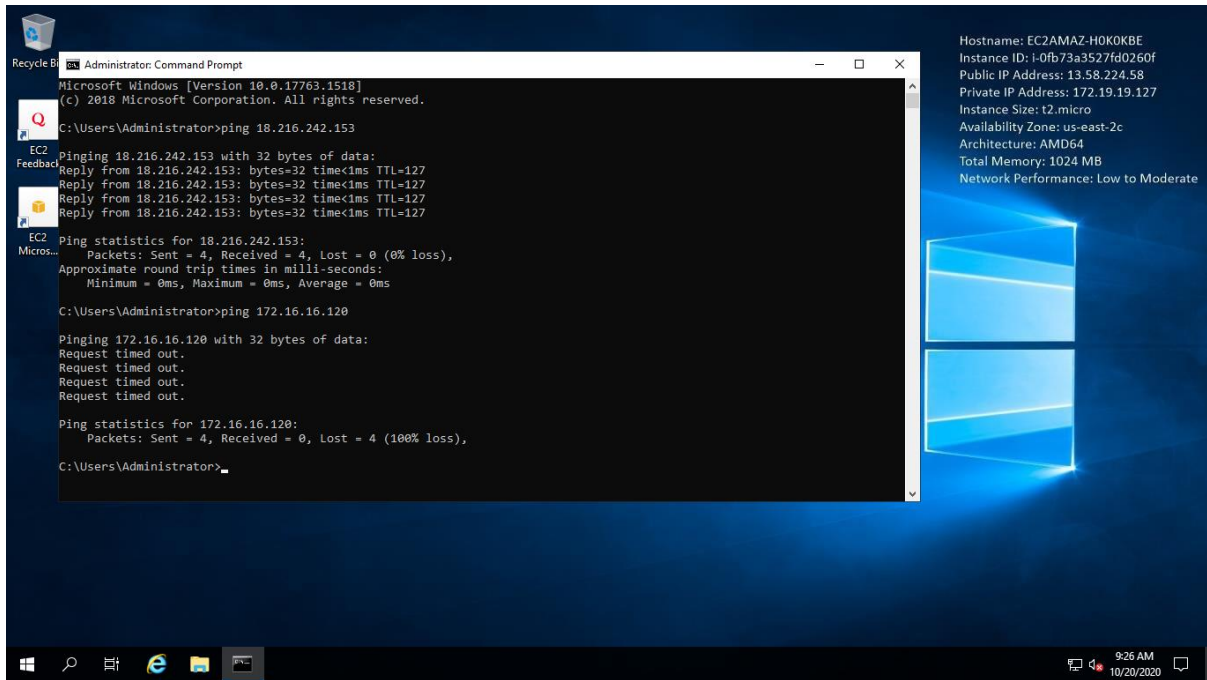 Recycle Bi
EC2
Feedback
EC2
Micros...
Administrator: Command Prompt
Microsoft Windows [Version 10.0.17763.1518]
(c) 2018 Microsoft Corporation. All rights reserved.
C:\Users\Administrator>ping 18.216.242.153
Pinging 18.216.242.153 with 32 bytes of data:
Reply from 18.216.242.153: bytes=32 time<1ms TTL=127
Reply from 18.216.242.153: bytes=32 time<1ms TTL=127
Reply from 18.216.242.153: bytes=32 time<1ms TTL=127
Reply from 18.216.242.153: bytes=32 time<1ms TTL=127
Ping statistics for 18.216.242.153:
Packets: Sent = 4, Received = 4, Lost = 0 (0% loss),
Approximate round trip times in milli-seconds:
Minimum = 0ms, Maximum = 0ms, Average = 0ms
C:\Users\Administrator>ping 172.16.16.120
Pinging 172.16.16.120 with 32 bytes of data:
Request timed out.
Request timed out.
Request timed out.
Request timed out.
Ping statistics for 172.16.16.120:
Packets: Sent = 4, Received = 0, Lost = 4 (100% loss),
C:\Users\Administrator>_
Hostname: EC2AMAZ-H0K0KBE
Instance ID: i-0fb73a3527fd0260f
Public IP Address: 13.58.224.58
Private IP Address: 172.19.19.127
Instance Size: t2.micro
Availability Zone: us-east-2c
Architecture: AMD64
Total Memory: 1024 MB
Network Performance: Low to Moderate
9:26 AM
10/20/2020